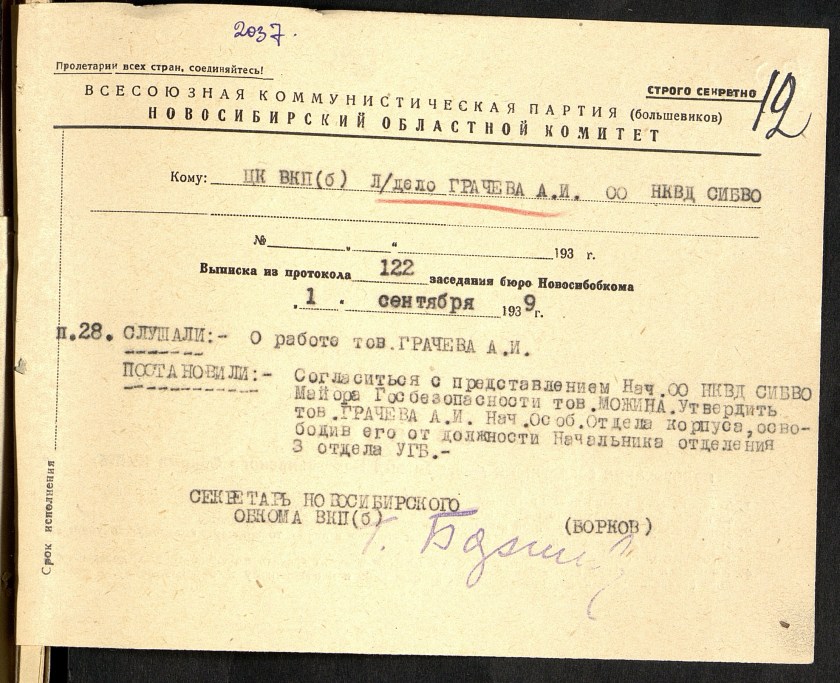 2037.
Пролетарии всех стран, соединяйтесь!
СТРОГО СЕКРЕТНО
12
ВСЕСОЮЗНАЯ КОММУНИСТИЧЕСКАЯ ПАРТИЯ (большевиков)
НОВОСИБИРСКИЙ ОБЛАСТНОЙ КОМИТЕТ
Кому: ЦК ВКП(б) Л/дело ГРАЧЕВА А.И. ОО НКВД СИБВО
№ " " 193 г.
Выписка из протокола 122 заседания бюро Новосибобкома
.1 . сентября 1939г.
п.28. СЛУШАЛИ:- О работе тов.ГРАЧЕВА А.И.
ПОСТАНОВИЛИ:- Согласиться с представлением Нач.ОО НКВД СИБВО
Майора Госбезопасности тов.МОЖИНА.Утвердить
тов.ГРАЧЕВА А.И. Нач.Особ.Отдела корпуса,осво-
бодив его от должности Начальника отделения
3 отдела УГБ.-
СЕКРЕТАРЬ НОВОСИБИРСКОГО
ОБКОМА ВКП(б) (БОРКОВ)
Срок исполнения